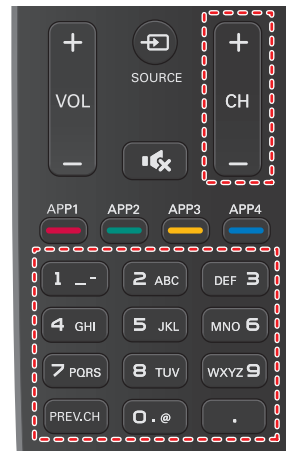 + +
SOURCE
VOL CH
− −
APP1 APP2 APP3 APP4
1 _- 2 ABC DEF 3
4 GHI 5 JKL MNO 6
7 PQRS 8 TUV WXYZ 9
PREV.CH 0.@ .